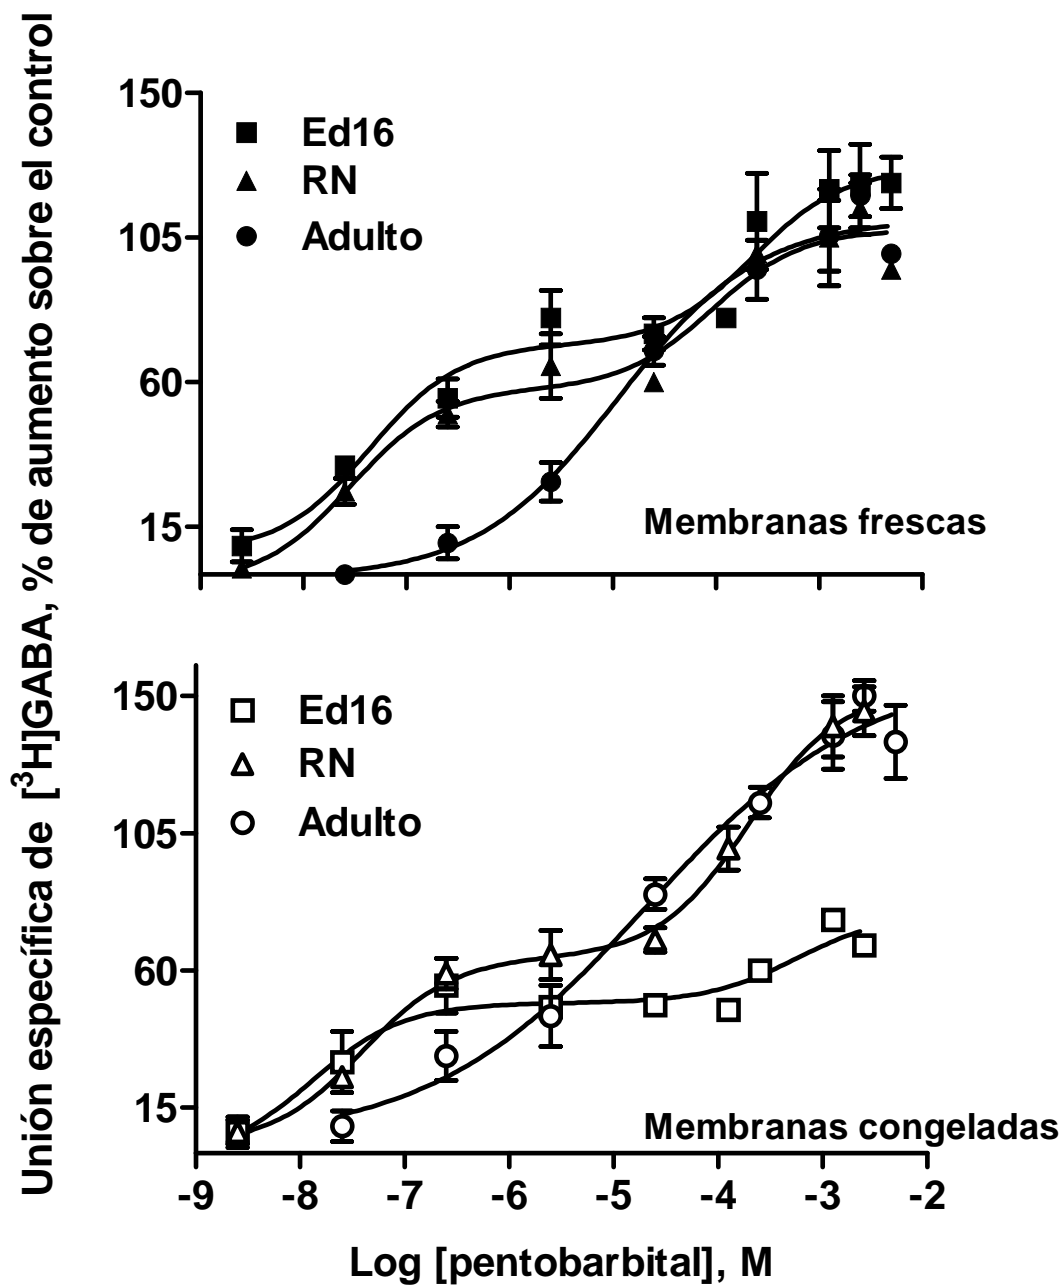 Unión específica de [³H]GABA, % de aumento sobre el control
150
105
60
15
Ed16
RN
Adulto
Membranas frescas
150
105
60
15
Ed16
RN
Adulto
Membranas congeladas
-9 -8 -7 -6 -5 -4 -3 -2
Log [pentobarbital], M